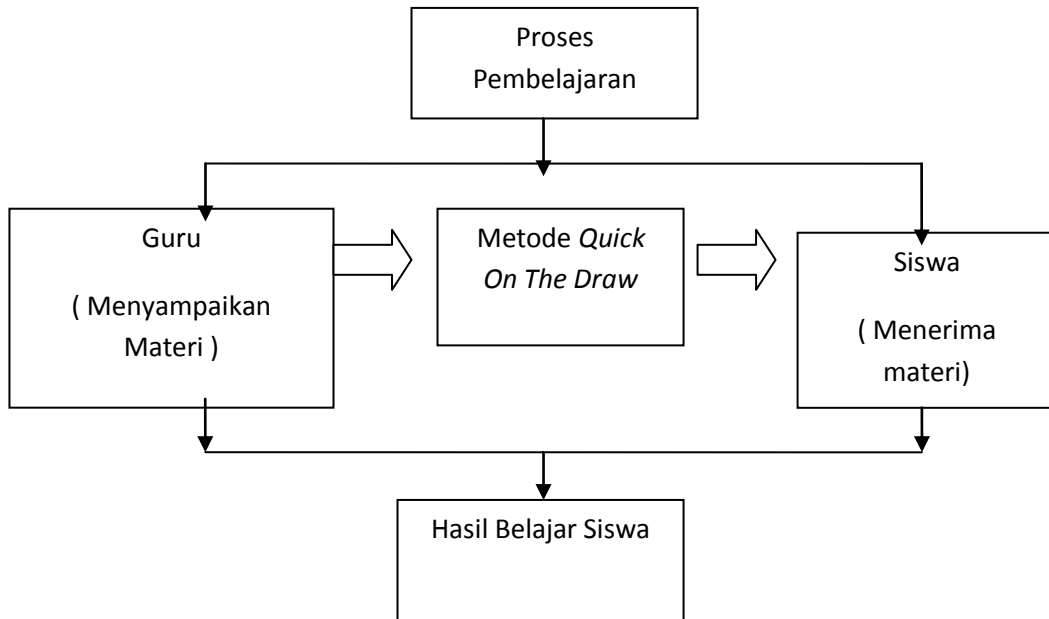 Proses
Pembelajaran
Guru
( Menyampaikan
Materi )
Metode Quick
On The Draw
Siswa
( Menerima
materi)
Hasil Belajar Siswa